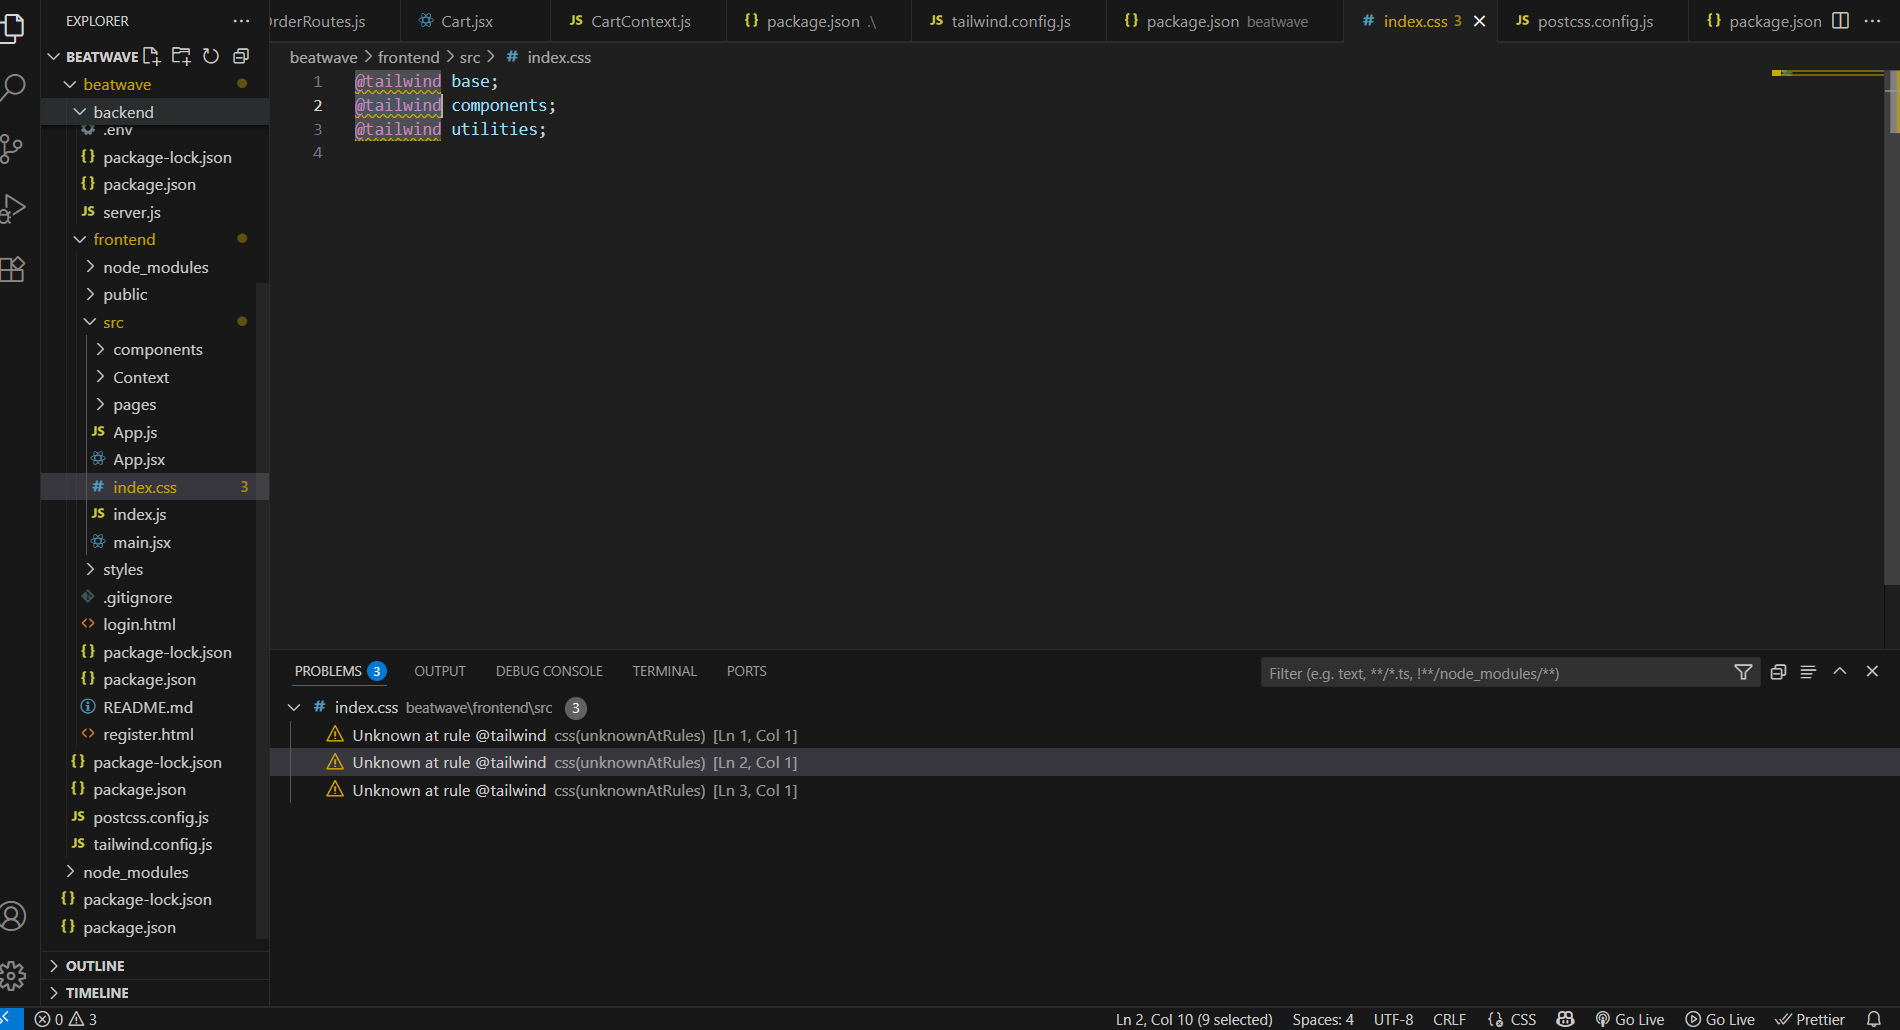 EXPLORER
BEATWAVE
beatwave
backend
.env
package-lock.json
package.json
server.js
frontend
node_modules
public
src
components
Context
pages
App.js
App.jsx
index.css 3
index.js
main.jsx
styles
.gitignore
login.html
package-lock.json
package.json
README.md
register.html
package-lock.json
package.json
postcss.config.js
tailwind.config.js
node_modules
package-lock.json
package.json
OUTLINE
TIMELINE
rderRoutes.js Cart.jsx JS CartContext.js {} package.json .\ JS tailwind.config.js {} package.json beatwave # index.css 3 JS postcss.config.js {} package.json
beatwave > frontend > src > # index.css
1 @tailwind base;
2 @tailwind components;
3 @tailwind utilities;
4
PROBLEMS 3 OUTPUT DEBUG CONSOLE TERMINAL PORTS
Filter (e.g. text, **/*.ts, !**/node_modules/**)
# index.css beatwave\frontend\src 3
Unknown at rule @tailwind css(unknownAtRules) [Ln 1, Col 1]
Unknown at rule @tailwind css(unknownAtRules) [Ln 2, Col 1]
Unknown at rule @tailwind css(unknownAtRules) [Ln 3, Col 1]
0 3 Ln 2, Col 10 (9 selected) Spaces: 4 UTF-8 CRLF {} CSS Go Live Go Live Prettier